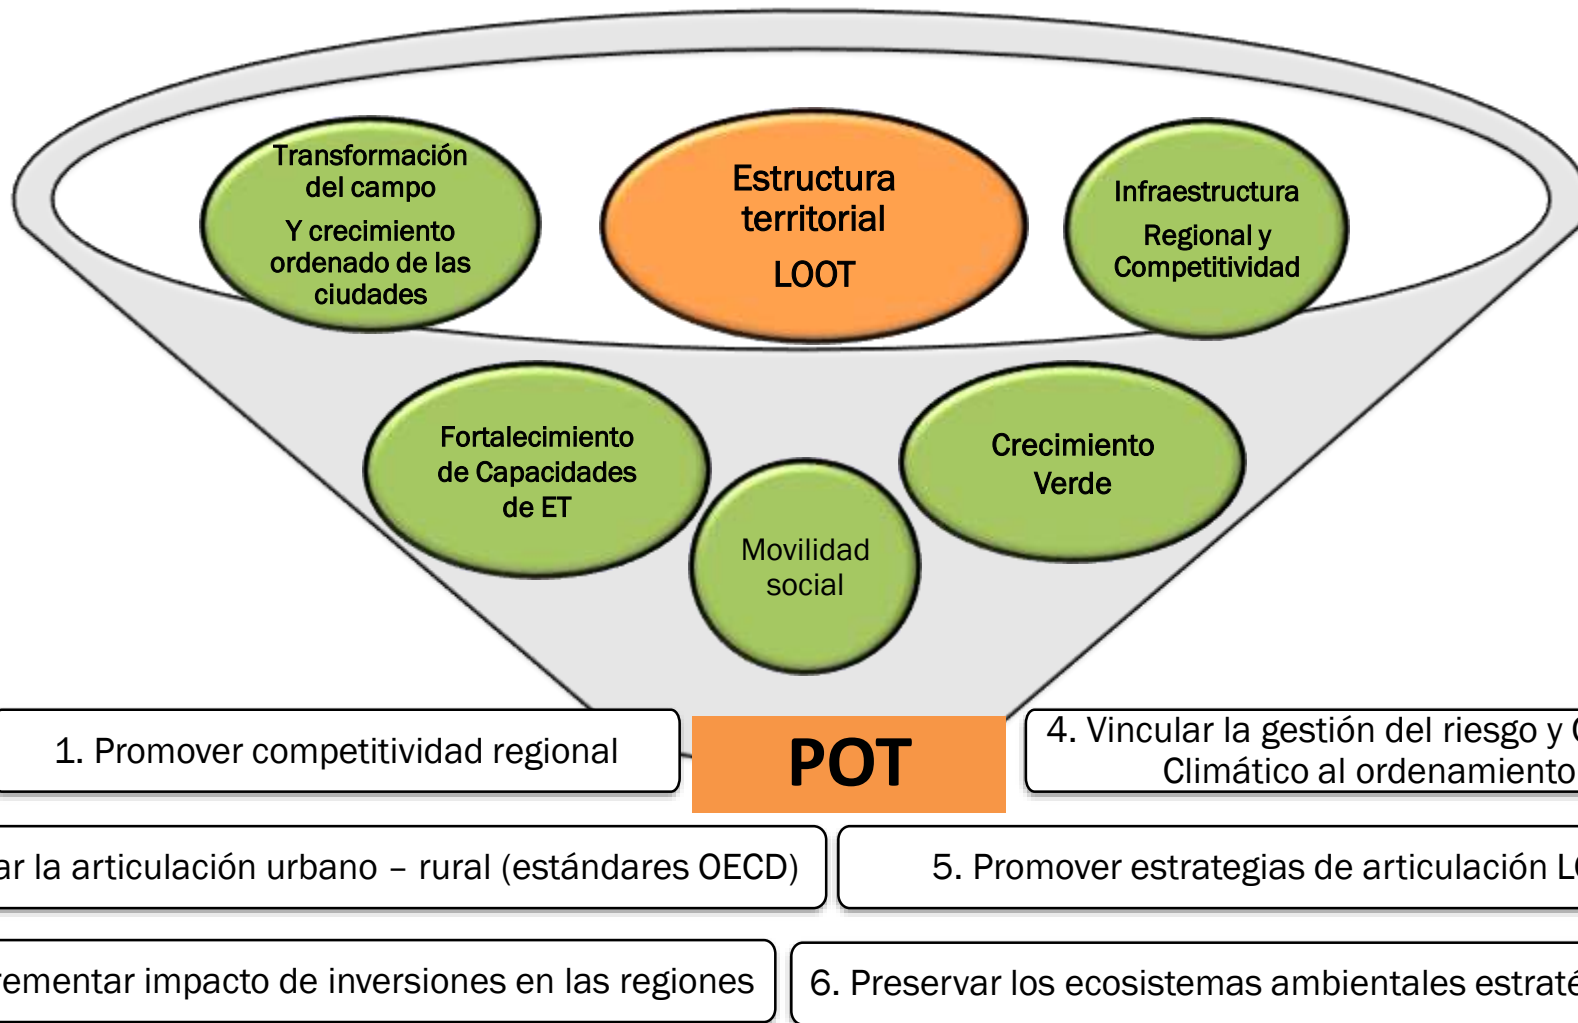 Transformación
del campo
Y crecimiento
ordenado de las
ciudades
Estructura
territorial
LOOT
Infraestructura
Regional y
Competitividad
Fortalecimiento
de Capacidades
de ET
Crecimiento
Verde
Movilidad
social
POT
1. Promover competitividad regional
4. Vincular la gestión del riesgo y
Climático al ordenamiento
la articulación urbano – rural (estándares OECD)
5. Promover estrategias de articulación
impacto de inversiones en las regiones
6. Preservar los ecosistemas ambientales